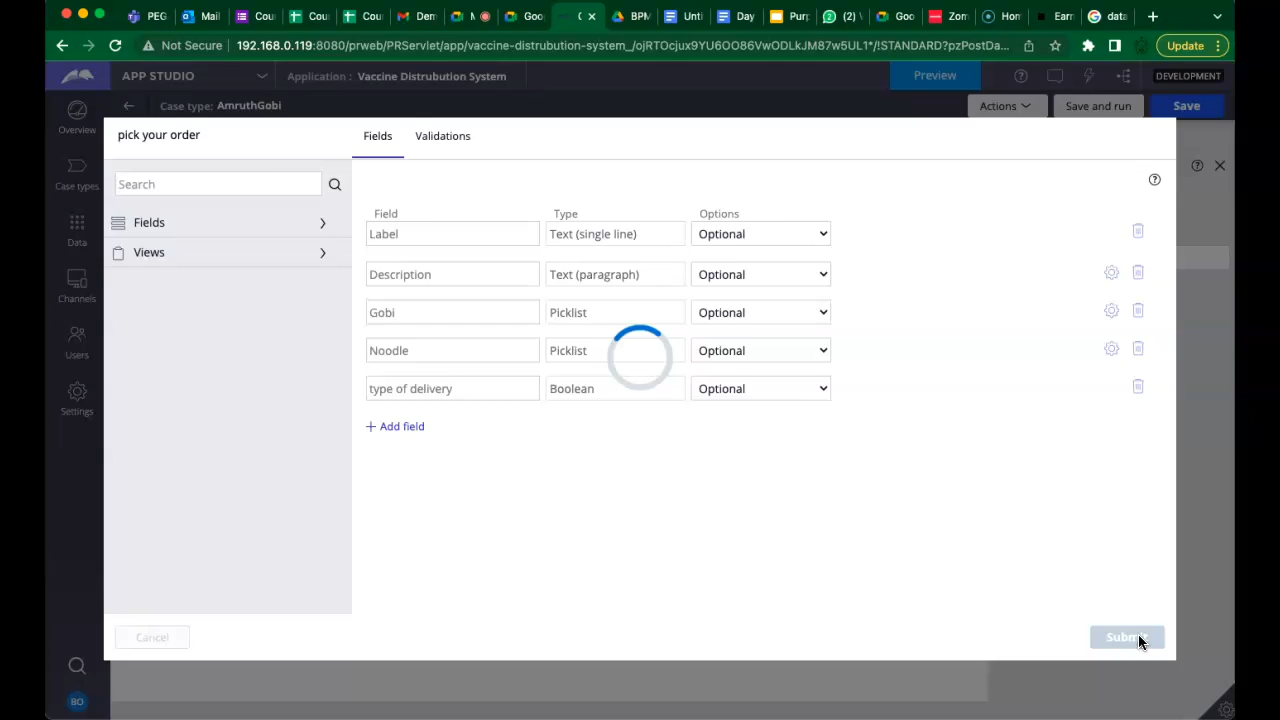 PEG
Mail
Cou
Cou
Cou
Dem
M
Goo
C
BPM
Unti
Day
Purp
(2)
Goo
Zom
Hom
Earn
data
Not Secure
192.168.0.119:8080/prweb/PRServlet/app/vaccine-distrubution-system_/ojRTOcjux9YU6OO86VwODLkJM87w5UL1*/!STANDARD?pzPostDa...
Update
APP STUDIO
Application : Vaccine Distrubution System
Preview
DEVELOPMENT
Case type: AmruthGobi
Actions
Save and run
Save
Overview
Case types
Data
Channels
Users
Settings
BO
pick your order
Fields
Validations
Search
Fields
Views
Field
Type
Options
Label
Text (single line)
Optional
Description
Text (paragraph)
Optional
Gobi
Picklist
Optional
Noodle
Picklist
Optional
type of delivery
Boolean
Optional
+ Add field
Cancel
Submit